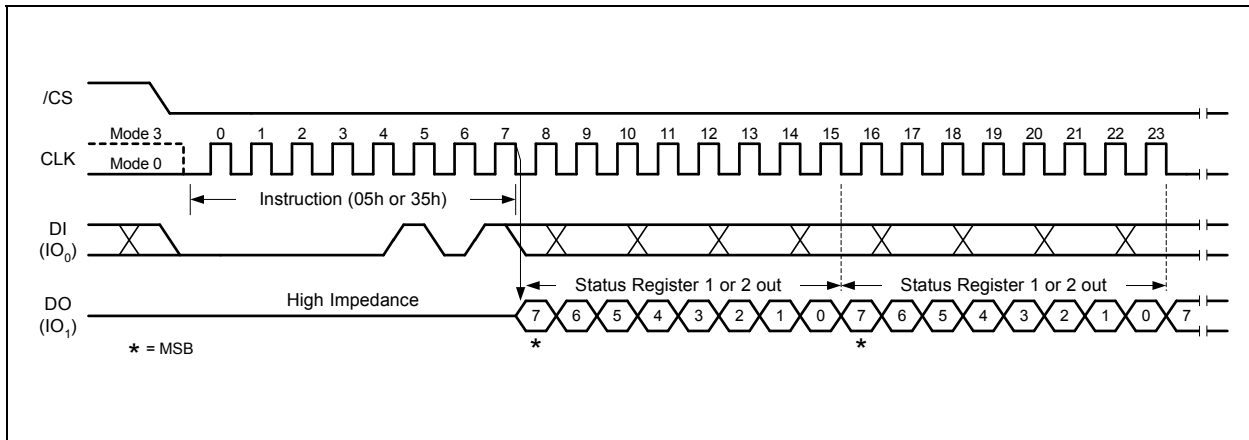 /CS
Mode 3
0 1 2 3 4 5 6 7 8 9 10 11 12 13 14 15 16 17 18 19 20 21 22 23
CLK
Mode 0
Instruction (05h or 35h)
DI
(IO0)
Status Register 1 or 2 out Status Register 1 or 2 out
High Impedance
DO
(IO1)
7 6 5 4 3 2 1 0 7 6 5 4 3 2 1 0 7
* *
* = MSB